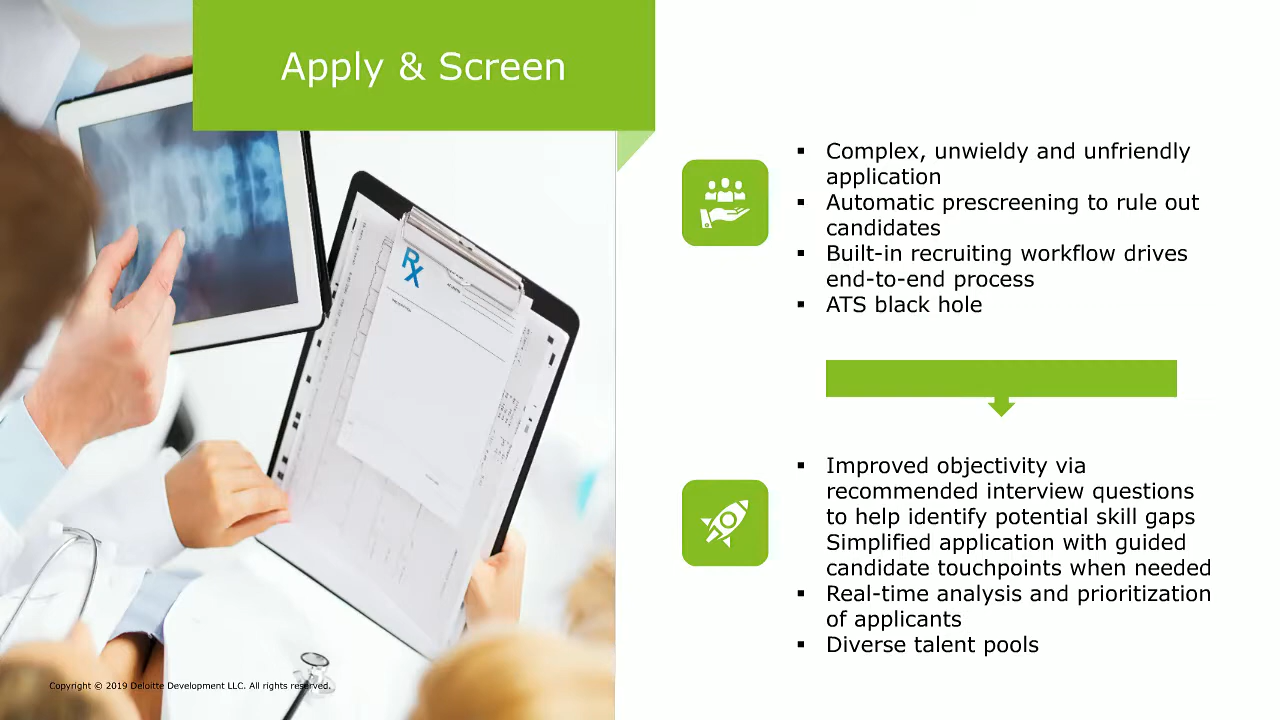 Apply & Screen
Complex, unwieldy and unfriendly
application
Automatic prescreening to rule out
candidates
Built-in recruiting workflow drives
end-to-end process
ATS black hole
Improved objectivity via
recommended interview questions
to help identify potential skill gaps
Simplified application with guided
candidate touchpoints when needed
Real-time analysis and prioritization
of applicants
Diverse talent pools
Rx
Copyright © 2019 Deloitte Development LLC. All rights reserved.